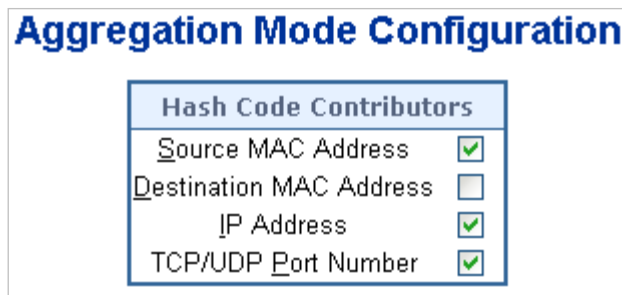 Aggregation Mode Configuration
Hash Code Contributors
Source MAC Address
Destination MAC Address
IP Address
TCP/UDP Port Number